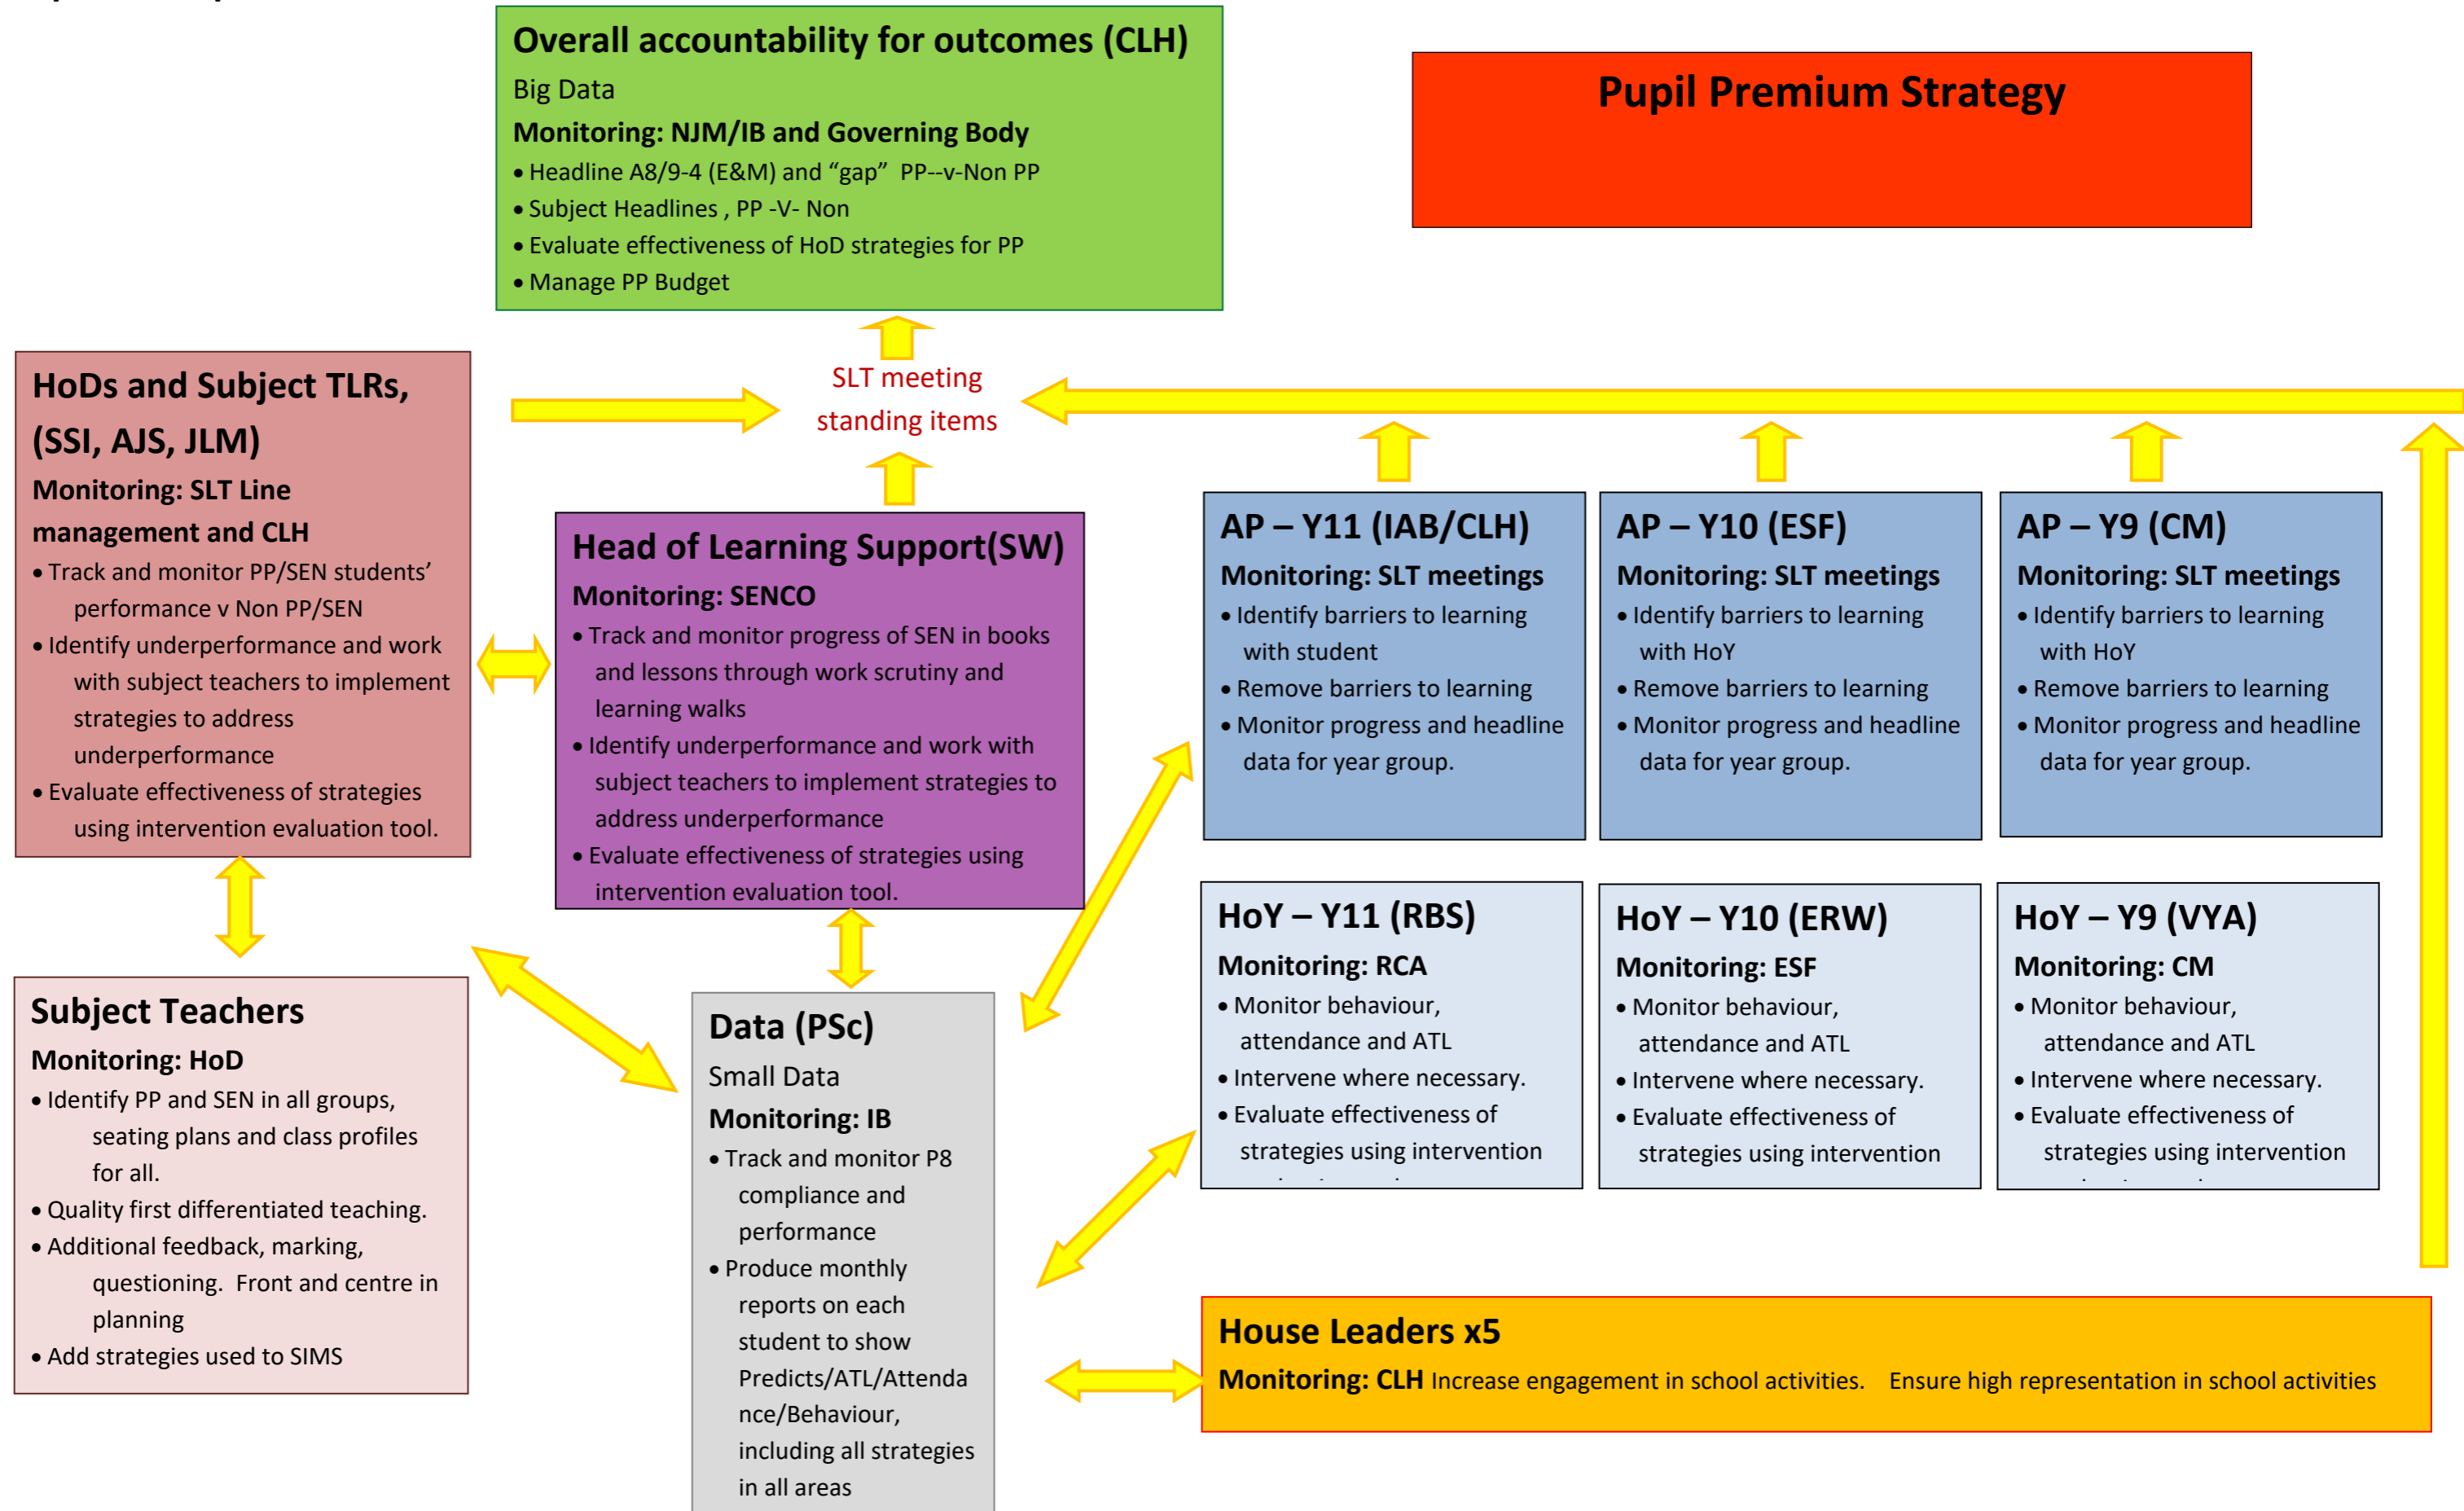 Overall accountability for outcomes (CLH)
Big Data
Monitoring: NJM/IB and Governing Body
• Headline A8/9-4 (E&M) and “gap”  PP--v-Non PP
• Subject Headlines , PP -V- Non
• Evaluate effectiveness of HoD strategies for PP
• Manage PP Budget
Pupil Premium Strategy
SLT meeting
standing items
HoDs and Subject TLRs,
(SSI, AJS, JLM)
Monitoring: SLT Line
management and CLH
• Track and monitor PP/SEN students’
performance v Non PP/SEN
• Identify underperformance and work
with subject teachers to implement
strategies to address
underperformance
• Evaluate effectiveness of strategies
using intervention evaluation tool.
Head of Learning Support(SW)
Monitoring: SENCO
• Track and monitor progress of SEN in books
and lessons through work scrutiny and
learning walks
• Identify underperformance and work with
subject teachers to implement strategies to
address underperformance
• Evaluate effectiveness of strategies using
intervention evaluation tool.
AP – Y11 (IAB/CLH)
Monitoring: SLT meetings
• Identify barriers to learning
with student
• Remove barriers to learning
• Monitor progress and headline
data for year group.
AP – Y10 (ESF)
Monitoring: SLT meetings
• Identify barriers to learning
with HoY
• Remove barriers to learning
• Monitor progress and headline
data for year group.
AP – Y9 (CM)
Monitoring: SLT meetings
• Identify barriers to learning
with HoY
• Remove barriers to learning
• Monitor progress and headline
data for year group.
Subject Teachers
Monitoring: HoD
• Identify PP and SEN in all groups,
seating plans and class profiles
for all.
• Quality first differentiated teaching.
• Additional feedback, marking,
questioning.  Front and centre in
planning
• Add strategies used to SIMS
Data (PSc)
Small Data
Monitoring: IB
• Track and monitor P8
compliance and
performance
• Produce monthly
reports on each
student to show
Predicts/ATL/Attenda
nce/Behaviour,
including all strategies
in all areas
HoY – Y11 (RBS)
Monitoring: RCA
• Monitor behaviour,
attendance and ATL
• Intervene where necessary.
• Evaluate effectiveness of
strategies using intervention
HoY – Y10 (ERW)
Monitoring: ESF
• Monitor behaviour,
attendance and ATL
• Intervene where necessary.
• Evaluate effectiveness of
strategies using intervention
HoY – Y9 (VYA)
Monitoring: CM
• Monitor behaviour,
attendance and ATL
• Intervene where necessary.
• Evaluate effectiveness of
strategies using intervention
House Leaders x5
Monitoring: CLH Increase engagement in school activities.   Ensure high representation in school activities